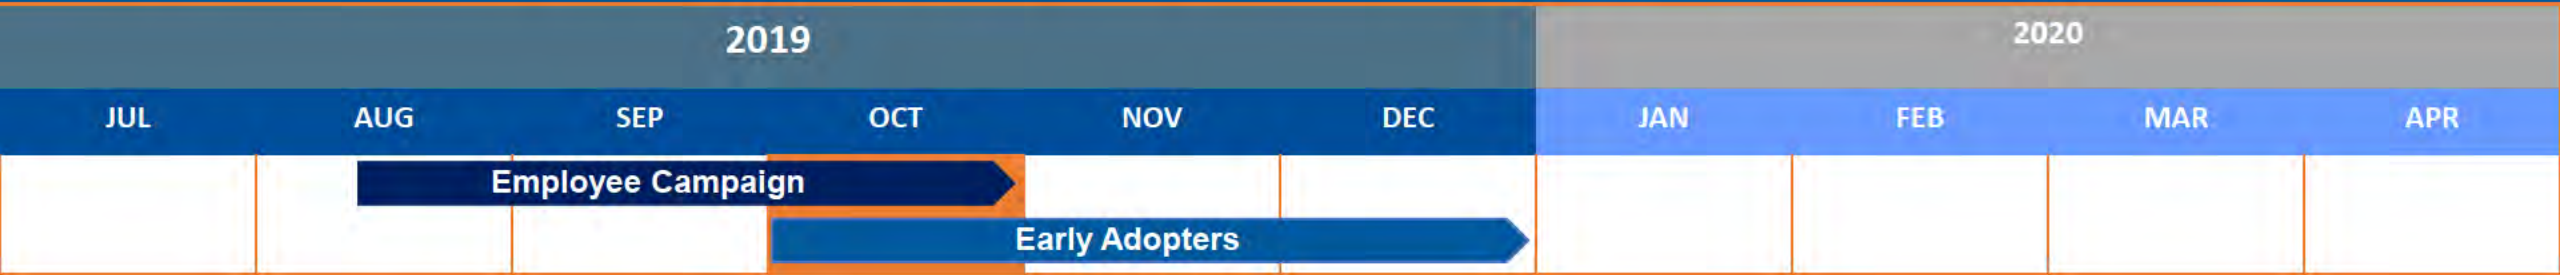 2019 2020
JUL AUG SEP OCT NOV DEC JAN FEB MAR APR
Employee Campaign
Early Adopters